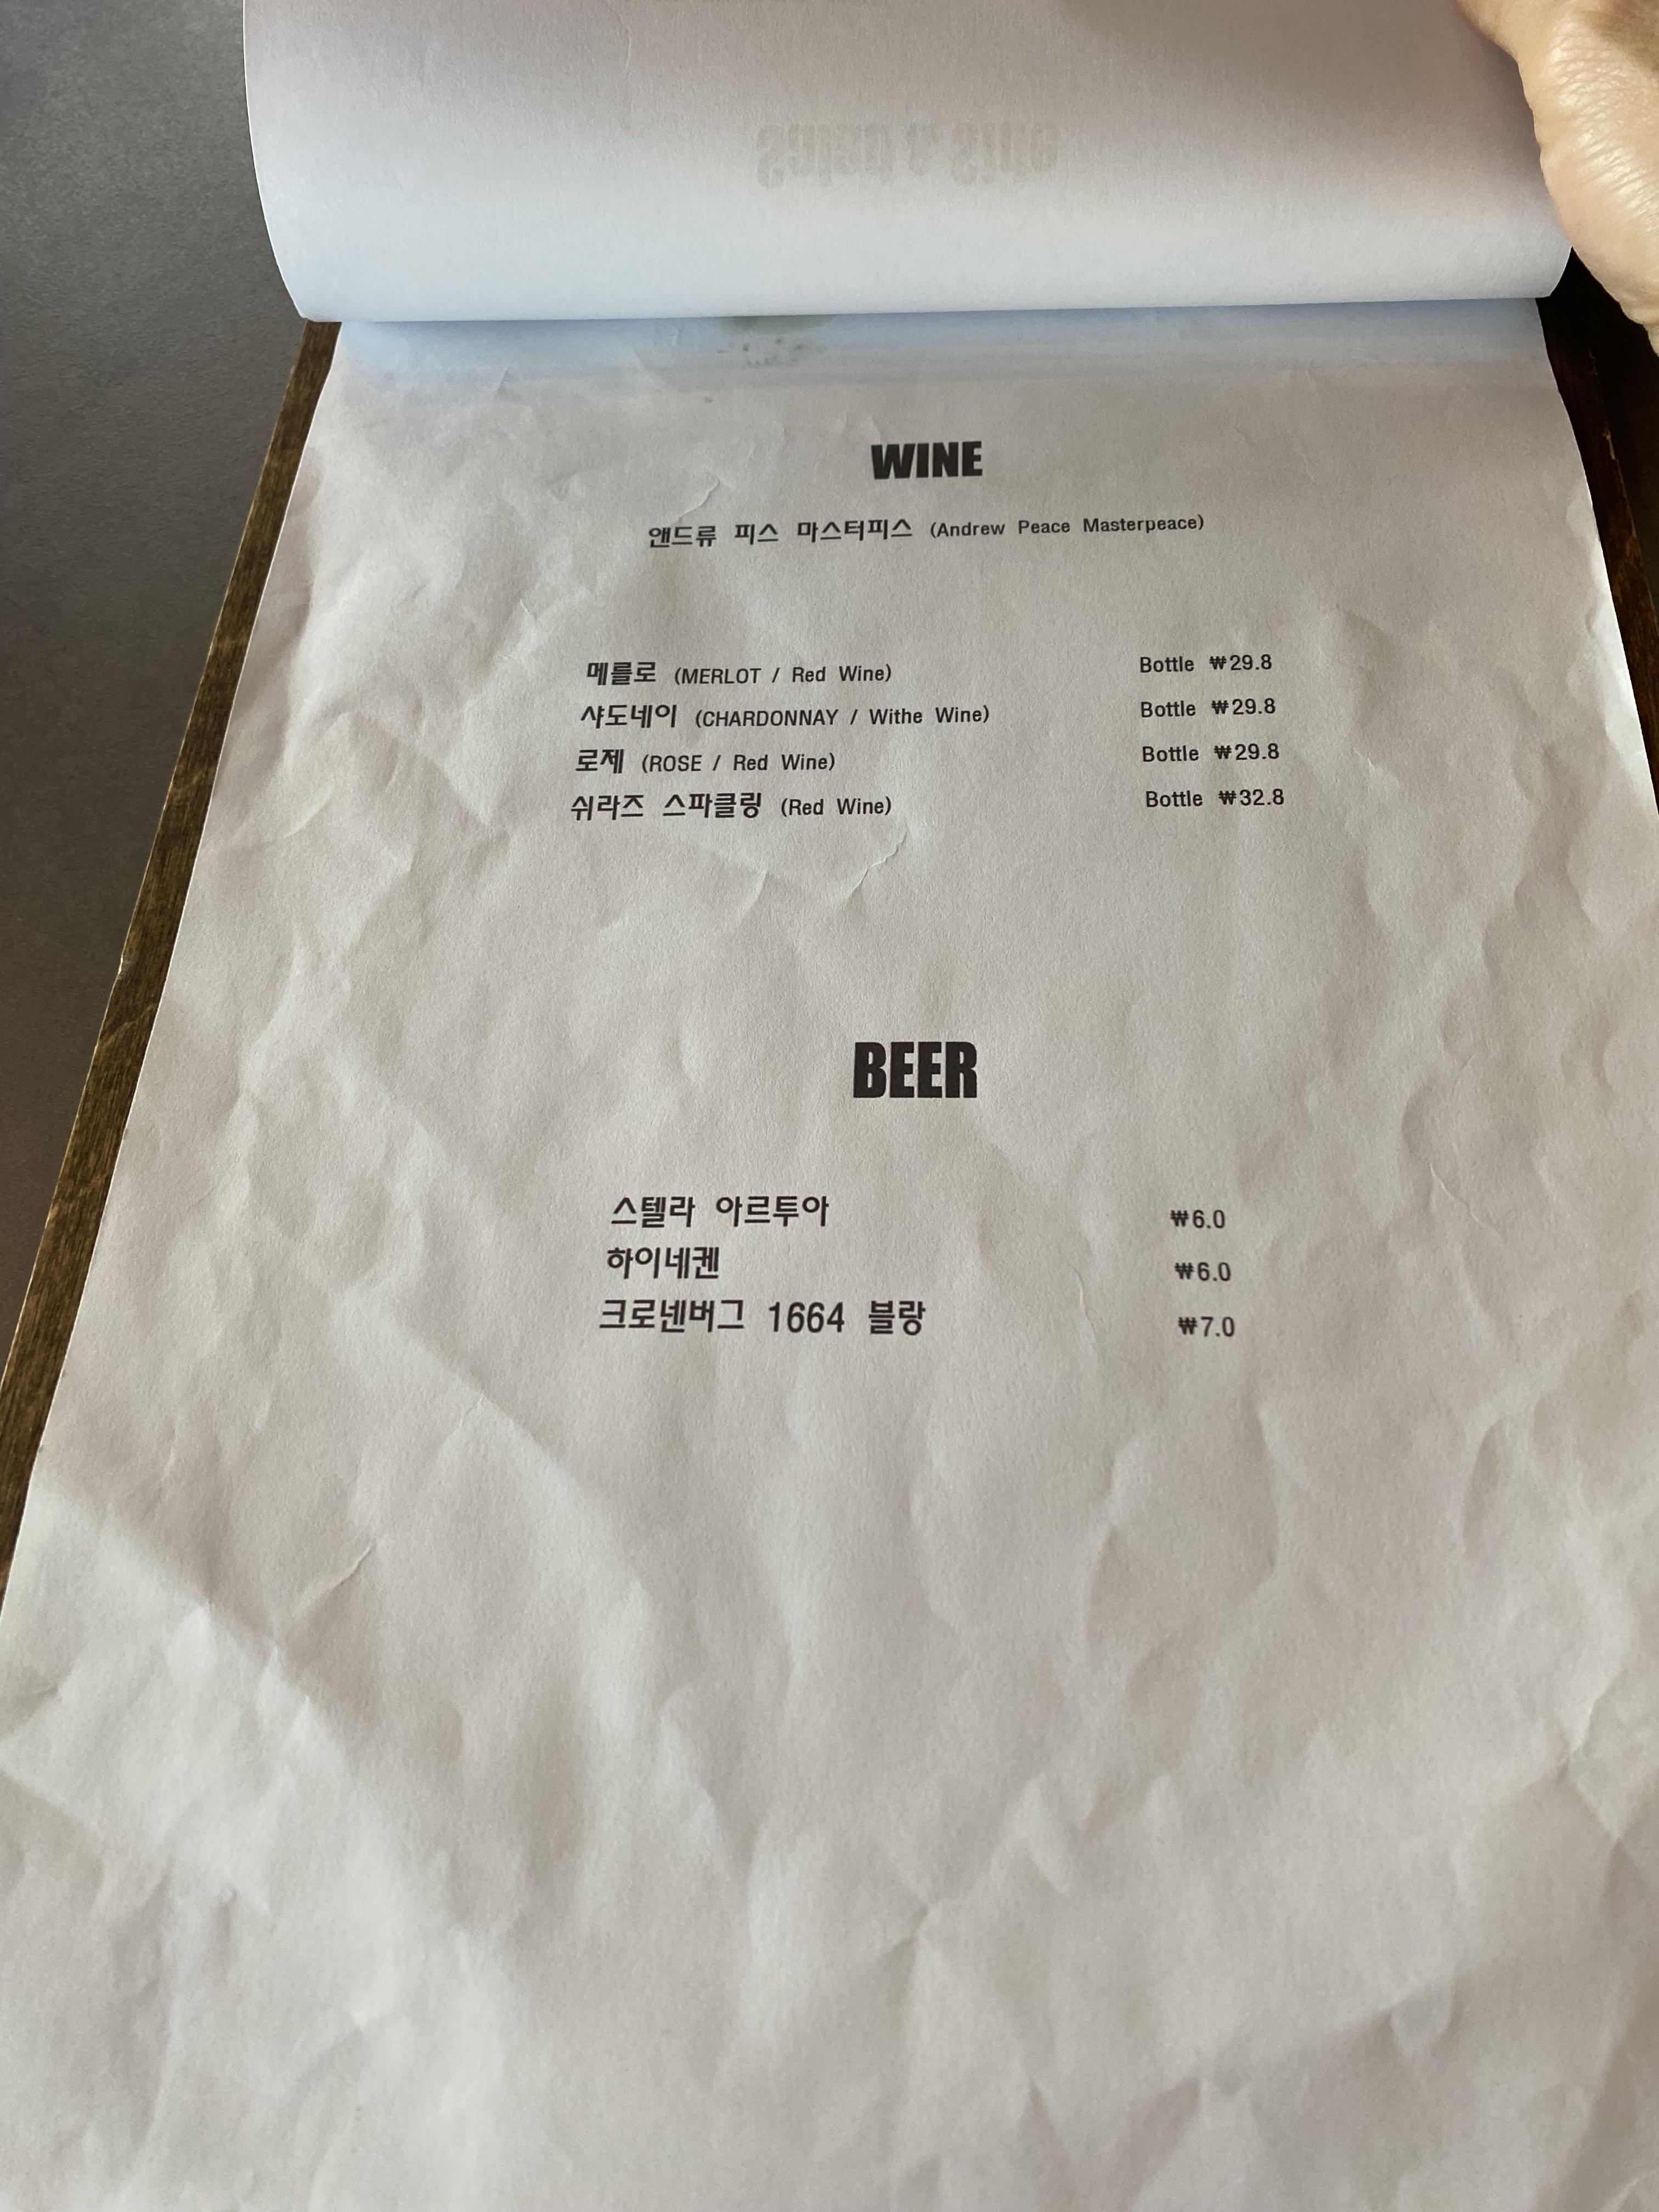 WINE
앤드류 피스 마스터피스 (Andrew Peace Masterpeace)
메를로 (MERLOT / Red Wine) Bottle ₩29.8
샤도네이 (CHARDONNAY / Withe Wine) Bottle ₩29.8
로제 (ROSE / Red Wine) Bottle ₩29.8
쉬라즈 스파클링 (Red Wine) Bottle ₩32.8
BEER
스텔라 아르투아 ₩6.0
하이네켄 ₩6.0
크로넨버그 1664 블랑 ₩7.0